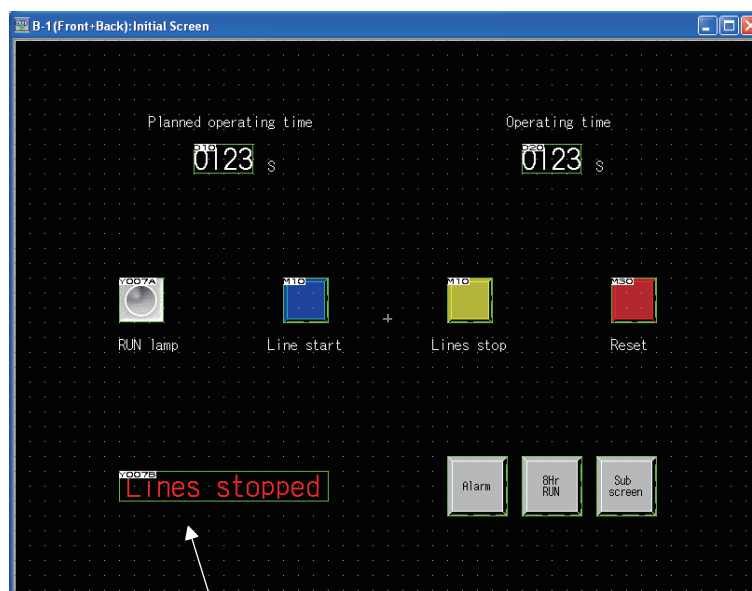 B-1(Front+Back):Initial Screen
Planned operating time
Operating time
D10
0123 S
D20
0123 S
Y007A
M10
M10
M30
RUN lamp
Line start
Lines stop
Reset
Y007B
Lines stopped
Alarm
8Hr
RUN
Sub
screen